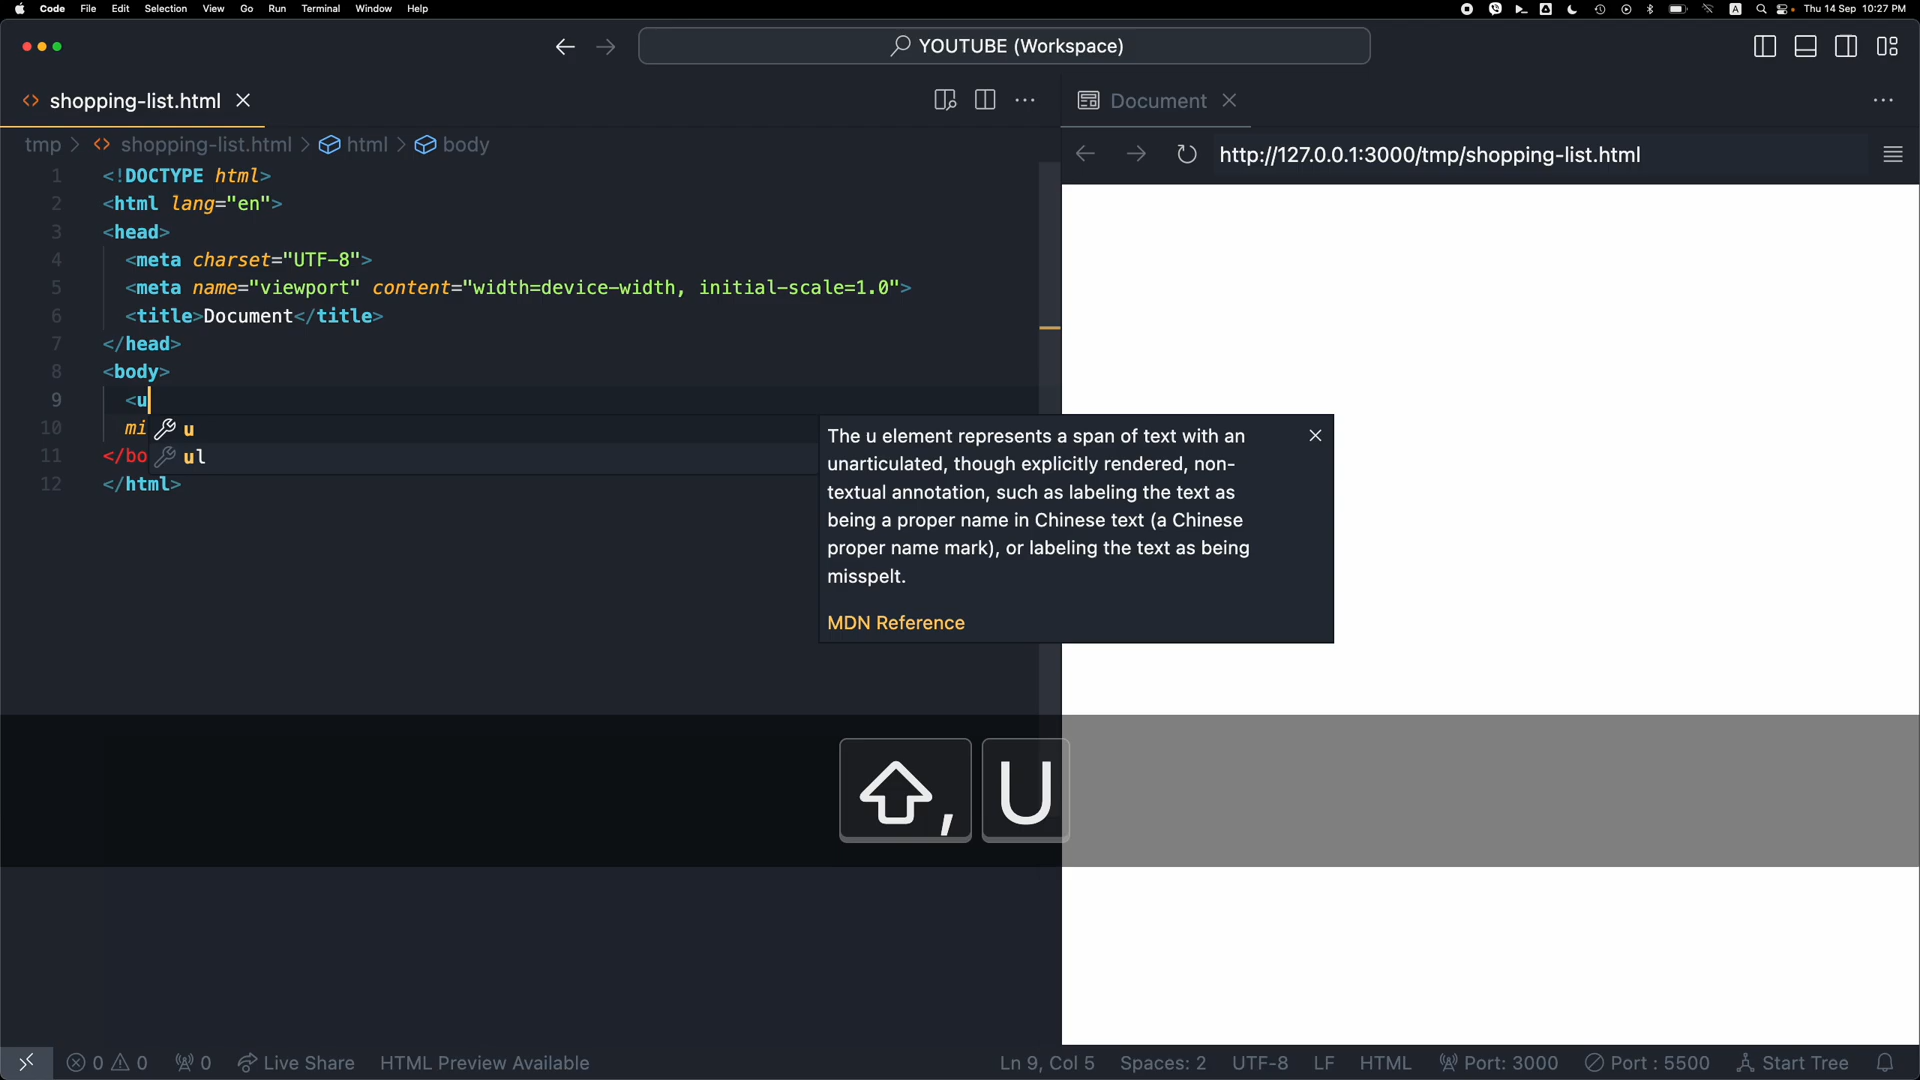 Code File Edit Selection View Go Run Terminal Window Help
A Thu 14 Sep 10:27 PM
YOUTUBE (Workspace)
shopping-list.html
Document
tmp > shopping-list.html > html > body
http://127.0.0.1:3000/tmp/shopping-list.html
1 <!DOCTYPE html>
2 <html lang="en">
3 <head>
4 <meta charset="UTF-8">
5 <meta name="viewport" content="width=device-width, initial-scale=1.0">
6 <title>Document</title>
7 </head>
8 <body>
9 <u
10 mi
11 </bo
12 </html>
u
ul
The u element represents a span of text with an
unarticulated, though explicitly rendered, non-
textual annotation, such as labeling the text as
being a proper name in Chinese text (a Chinese
proper name mark), or labeling the text as being
misspelt.
MDN Reference
, U
0 0 0 Live Share HTML Preview Available
Ln 9, Col 5 Spaces: 2 UTF-8 LF HTML Port: 3000 Port : 5500 Start Tree